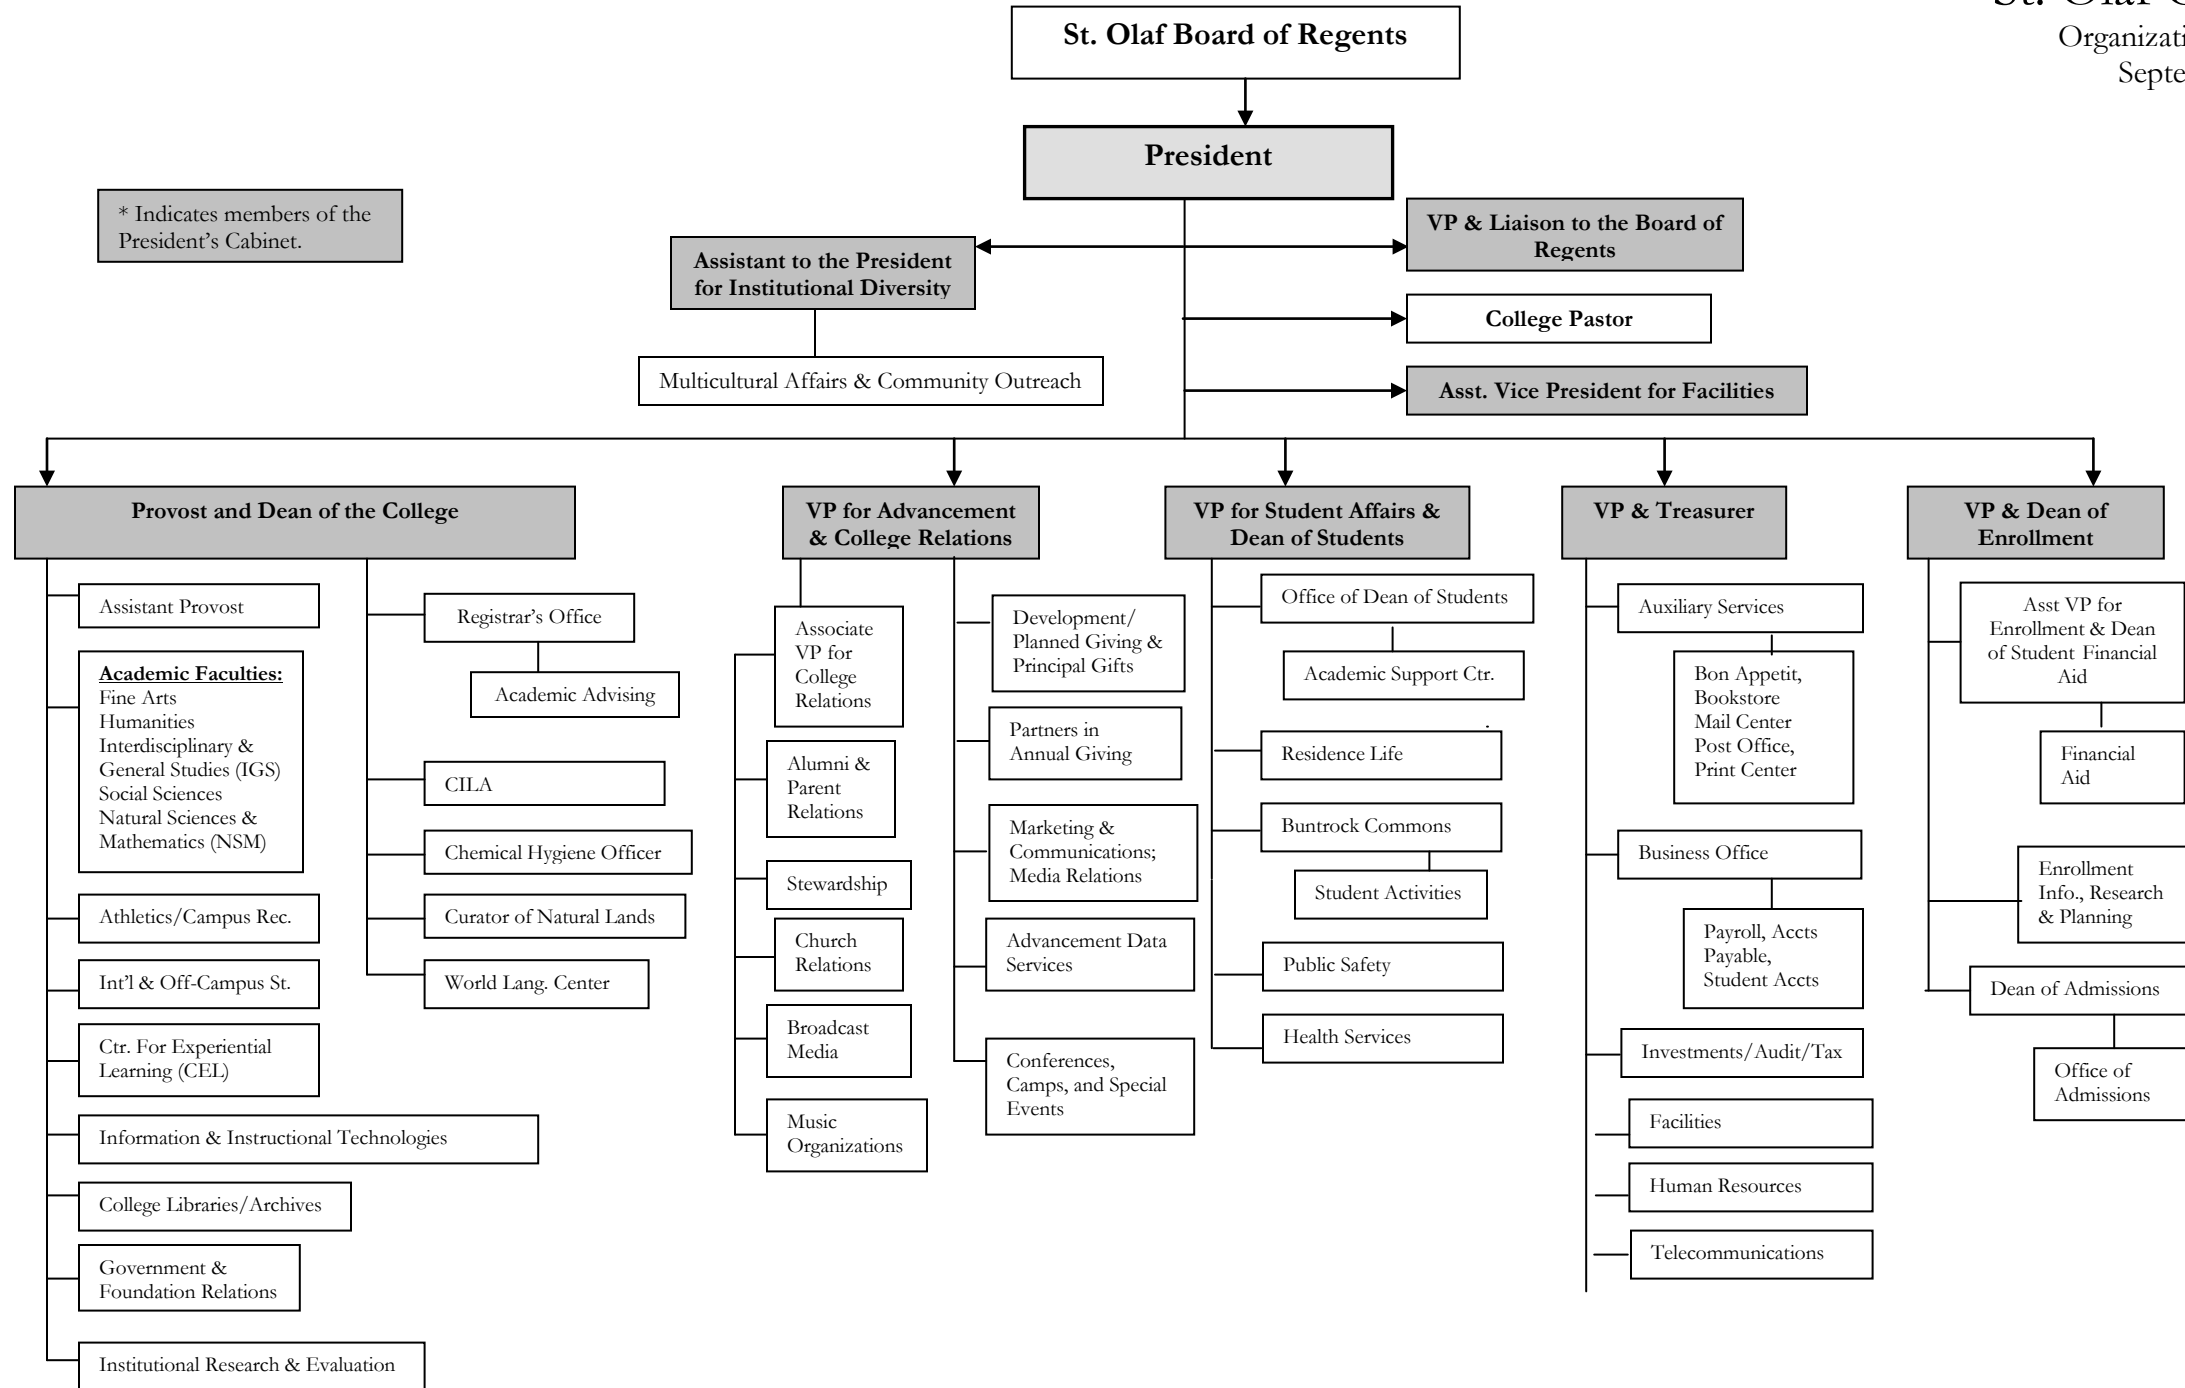 St. Olaf
Organizati
Septe
St. Olaf Board of Regents
President
* Indicates members of the
President's Cabinet.
VP & Liaison to the Board of
Regents
Assistant to the President
for Institutional Diversity
College Pastor
Multicultural Affairs & Community Outreach
Asst. Vice President for Facilities
Provost and Dean of the College
Assistant Provost
Academic Faculties:
Fine Arts
Humanities
Interdisciplinary &
General Studies (IGS)
Social Sciences
Natural Sciences &
Mathematics (NSM)
Athletics/Campus Rec.
Int'l & Off-Campus St.
Ctr. For Experiential
Learning (CEL)
Information & Instructional Technologies
College Libraries/Archives
Government &
Foundation Relations
Institutional Research & Evaluation
Registrar's Office
Academic Advising
CILA
Chemical Hygiene Officer
Curator of Natural Lands
World Lang. Center
VP for Advancement
& College Relations
Associate
VP for
College
Relations
Alumni &
Parent
Relations
Stewardship
Church
Relations
Broadcast
Media
Music
Organizations
Development/
Planned Giving &
Principal Gifts
Partners in
Annual Giving
Marketing &
Communications;
Media Relations
Advancement Data
Services
Conferences,
Camps, and Special
Events
VP for Student Affairs &
Dean of Students
Office of Dean of Students
Academic Support Ctr.
.
Residence Life
Buntrock Commons
Student Activities
Public Safety
Health Services
VP & Treasurer
Auxiliary Services
Bon Appetit,
Bookstore
Mail Center
Post Office,
Print Center
Business Office
Payroll, Accts
Payable,
Student Accts
Investments/Audit/Tax
Facilities
Human Resources
Telecommunications
VP & Dean of
Enrollment
Asst VP for
Enrollment & Dean
of Student Financial
Aid
Financial
Aid
Enrollment
Info., Research
& Planning
Dean of Admissions
Office of
Admissions